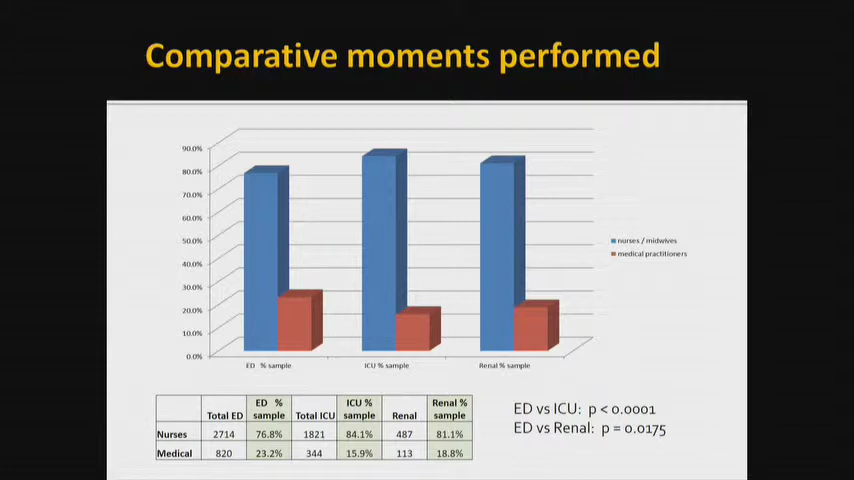 Comparative moments performed
90.0%
80.0%
70.0%
60.0%
50.0%
40.0%
30.0%
20.0%
10.0%
0.0%
ED % sample
ICU % sample
Renal % sample
nurses / midwives
medical practitioners
Total ED ED % sample Total ICU ICU % sample Renal Renal % sample
Nurses 2714 76.8% 1821 84.1% 487 81.1%
Medical 820 23.2% 344 15.9% 113 18.8%
ED vs ICU: p < 0.0001
ED vs Renal: p = 0.0175